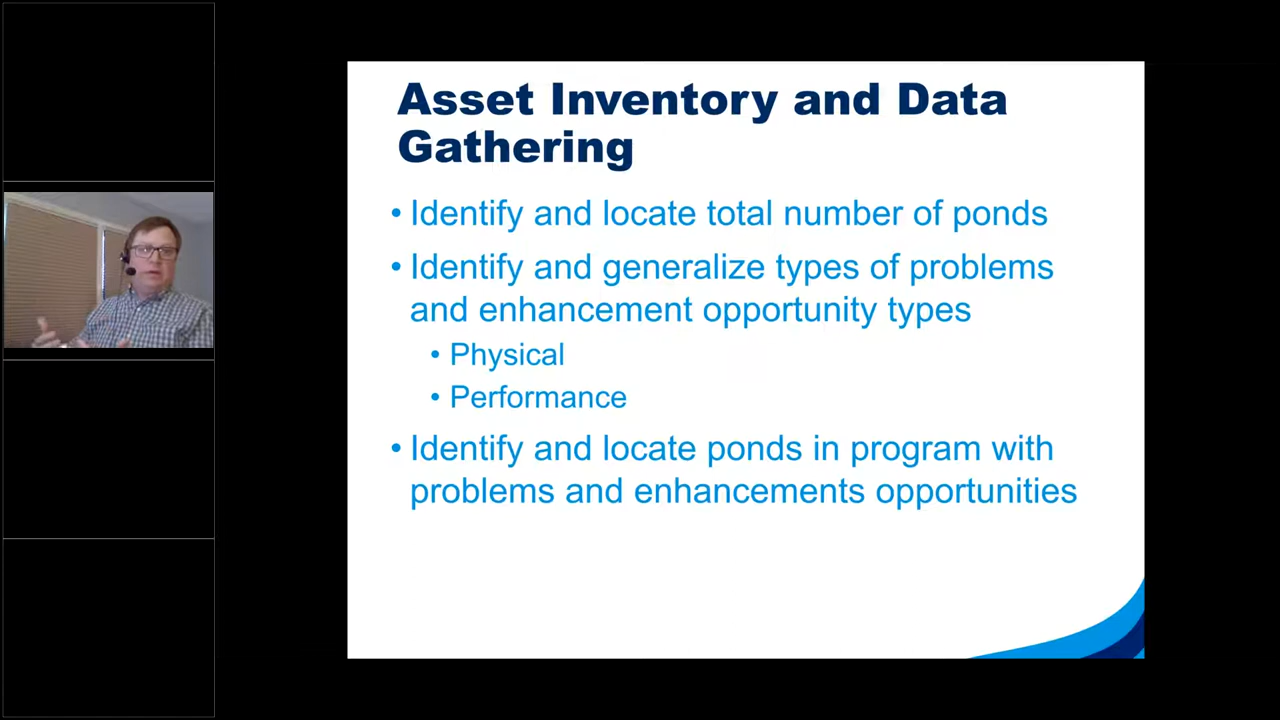 Asset Inventory and Data
Gathering
• Identify and locate total number of ponds
• Identify and generalize types of problems
and enhancement opportunity types
• Physical
• Performance
• Identify and locate ponds in program with
problems and enhancements opportunities